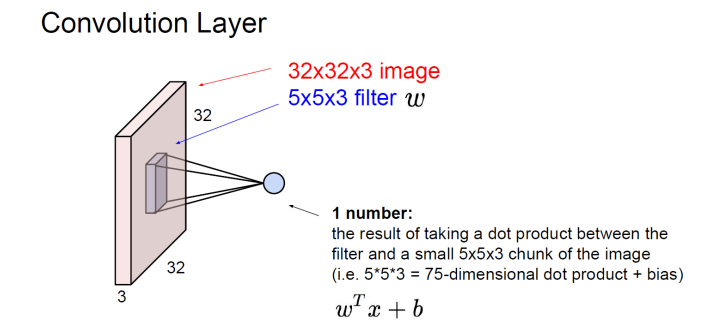 Convolution Layer
32x32x3 image
5x5x3 filter w
32
1 number:
the result of taking a dot product between the
filter and a small 5x5x3 chunk of the image
(i.e. 5*5*3 = 75-dimensional dot product + bias)
32
3
w^T x + b